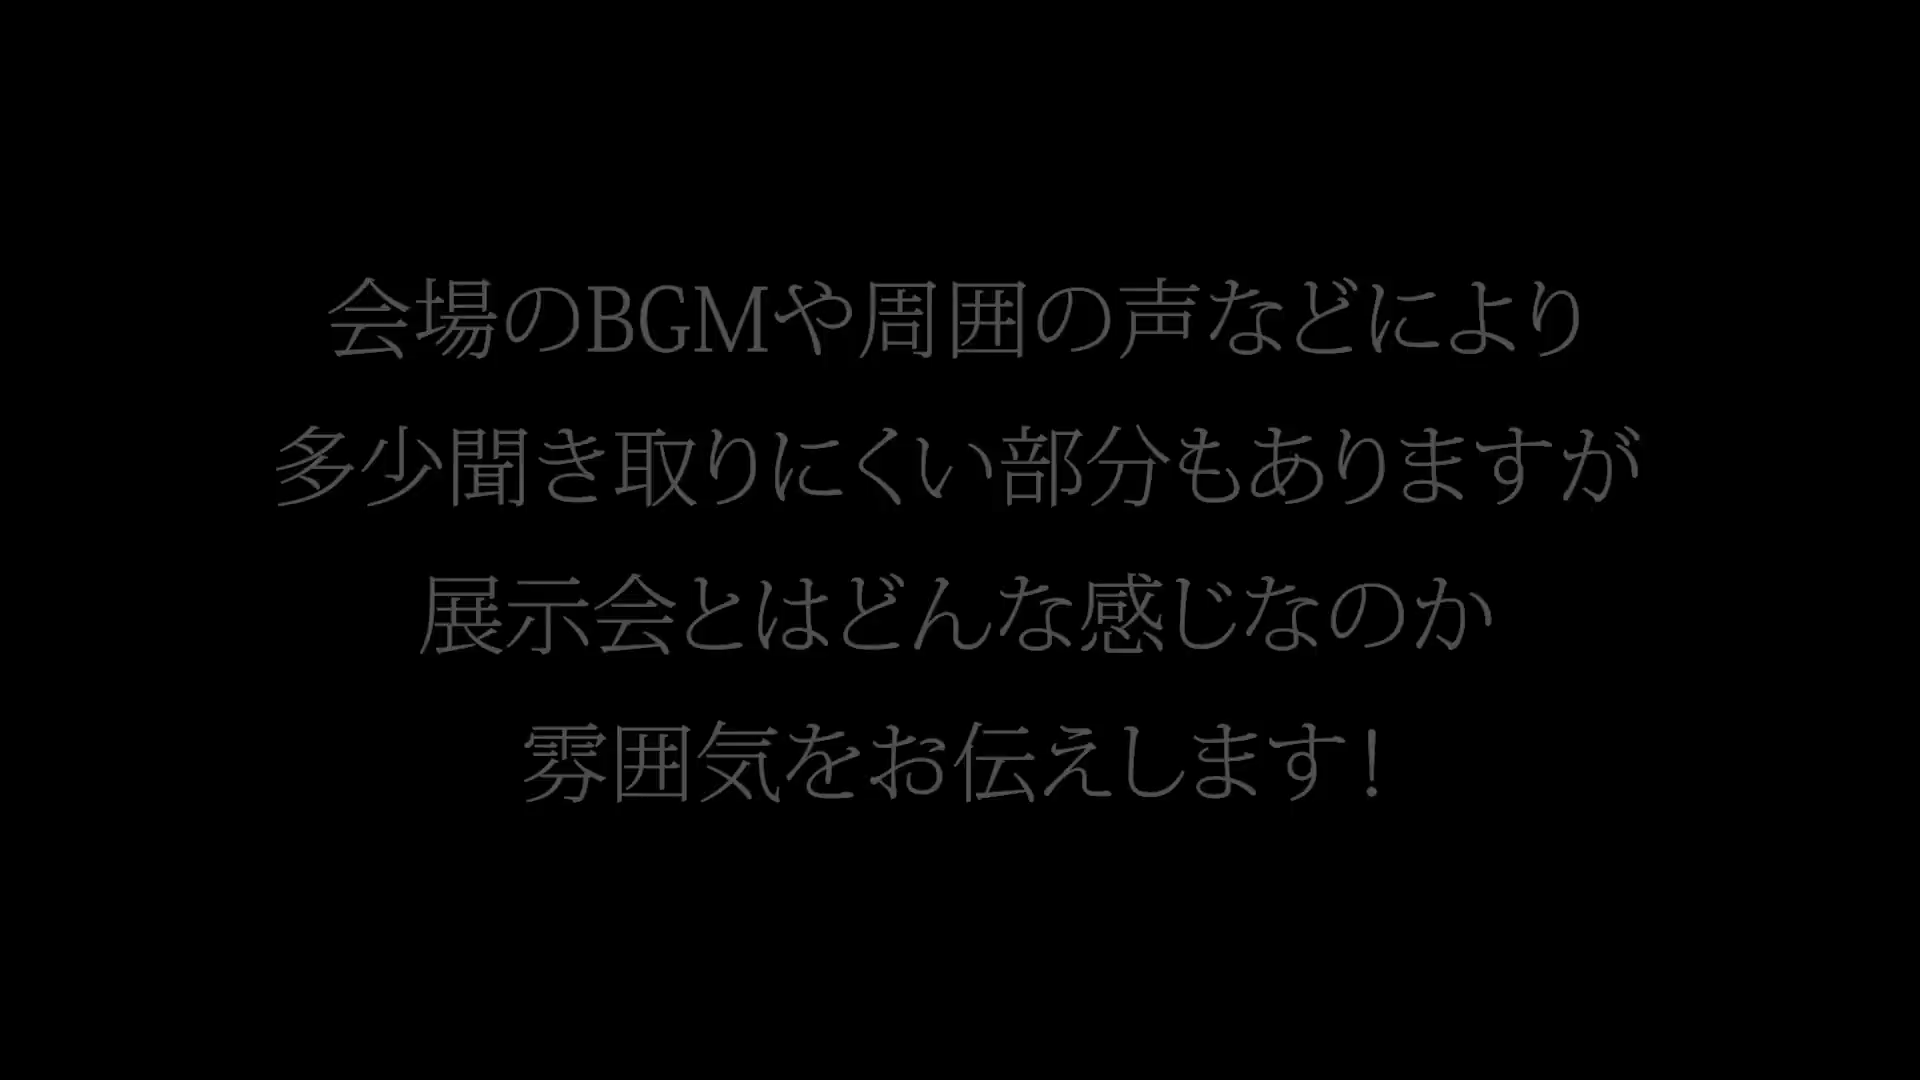 会場のBGMや周囲の声などにより
多少聞き取りにくい部分もありますが
展示会とはどんな感じなのか
雰囲気をお伝えします!